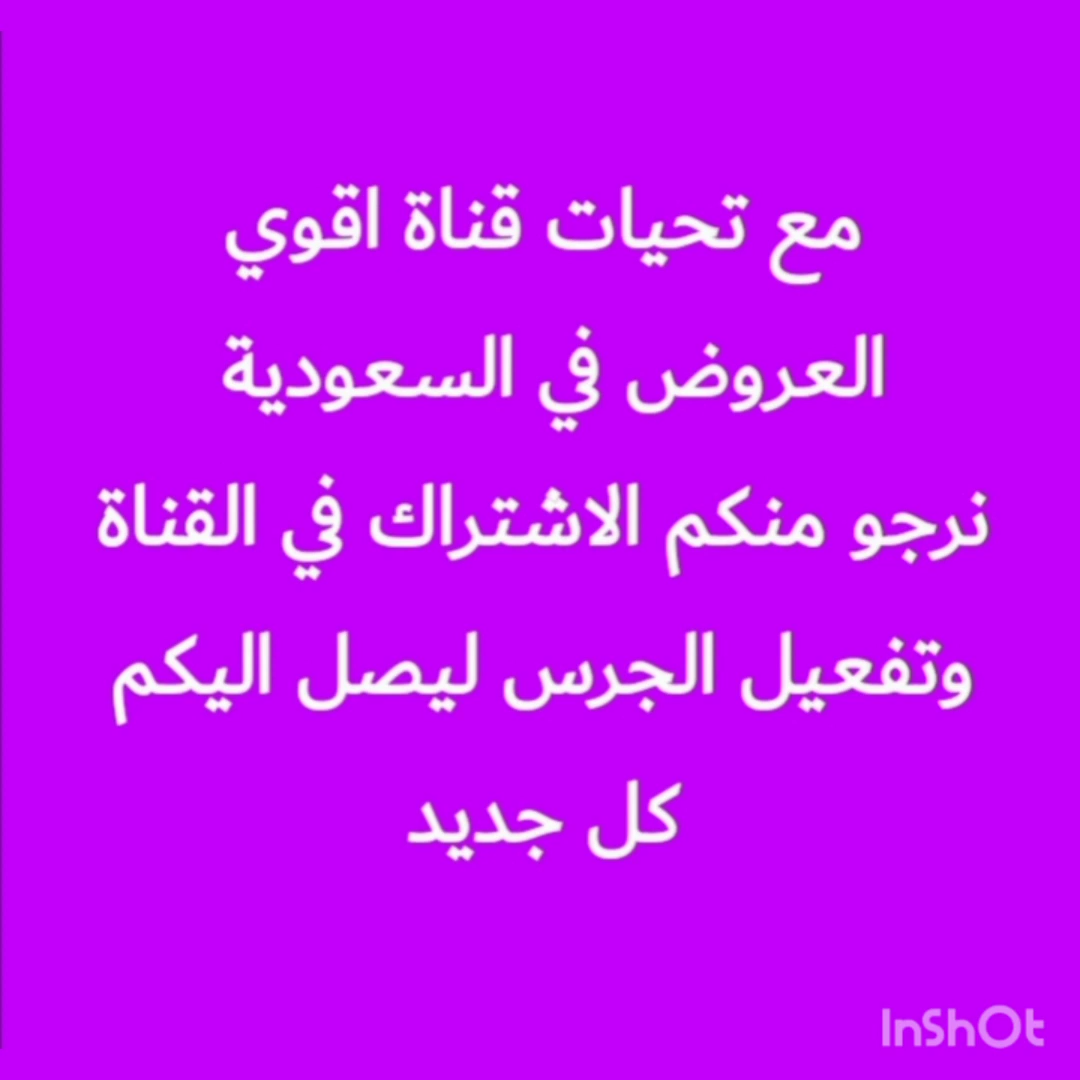 مع تحيات قناة اقوي
العروض في السعودية
نرجو منكم الاشتراك في القناة
وتفعيل الجرس ليصل اليكم
كل جديد
InShOt